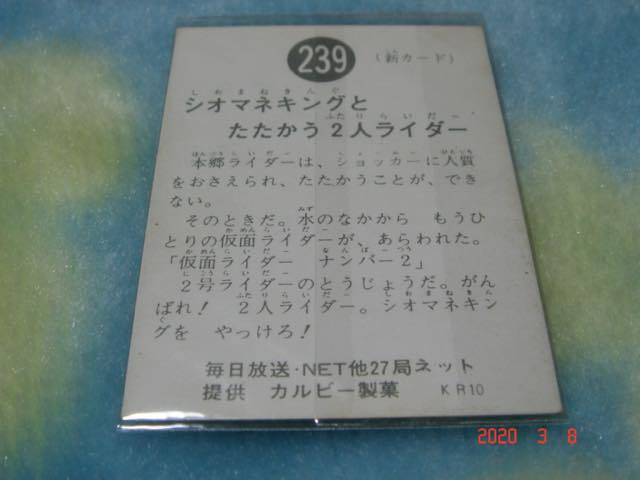 239
(新カード)
シオマネキングと
たたかう2人ライダー
本郷ライダーは、ショッカーに人質
をおさえられ、たたかうことが、でき
ない。
そのときだ。水のなかから もうひ
とりの仮面ライダーが、あらわれた。
「仮面ライダー ナンバー2」
2号ライダーのとうじょうだ。がん
ばれ! 2人ライダー。シオマネキン
グを やっけろ!
毎日放送・NET他27局ネット
提供 カルビー製菓 KR10
2020 3 8